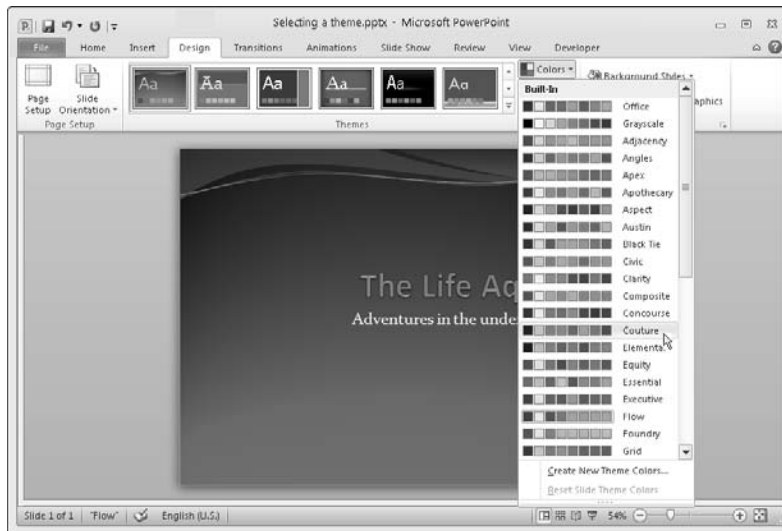 Selecting a theme.pptx - Microsoft PowerPoint
File Home Insert Design Transitions Animations Slide Show Review View Developer
Page Setup
Slide Orientation
Page Setup
Aa Aa Aa Aa Aa Aa
Themes
Colors
Background Styles
aphics
Built-In
Office
Grayscale
Adjacency
Angles
Apex
Apothecary
Aspect
Austin
Black Tie
Civic
Clarity
Composite
Concourse
Couture
Elementa
Equity
Essential
Executive
Flow
Foundry
Grid
Create New Theme Colors...
Reset Slide Theme Colors
The Life Aq
Adventures in the unde
Slide 1 of 1 "Flow" English (U.S.) 54%